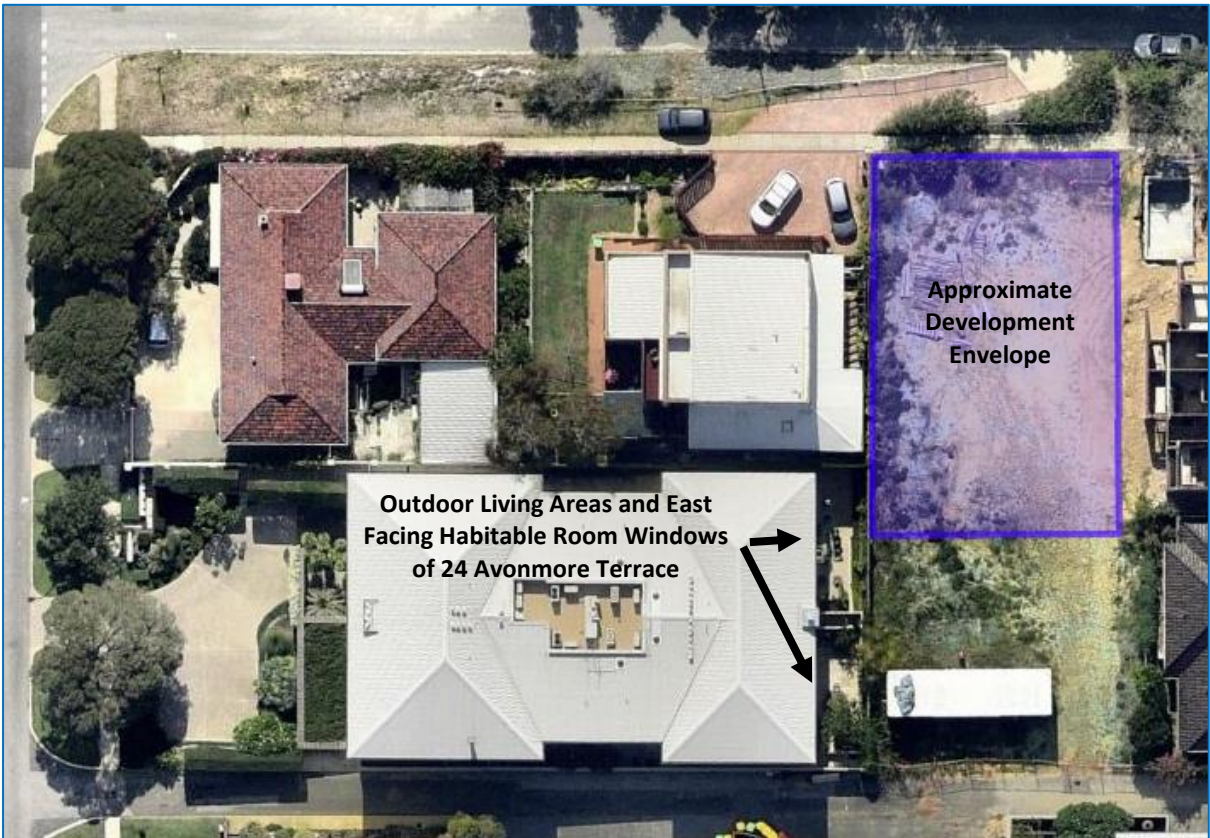 Approximate
Development
Envelope
Outdoor Living Areas and East
Facing Habitable Room Windows
of 24 Avonmore Terrace